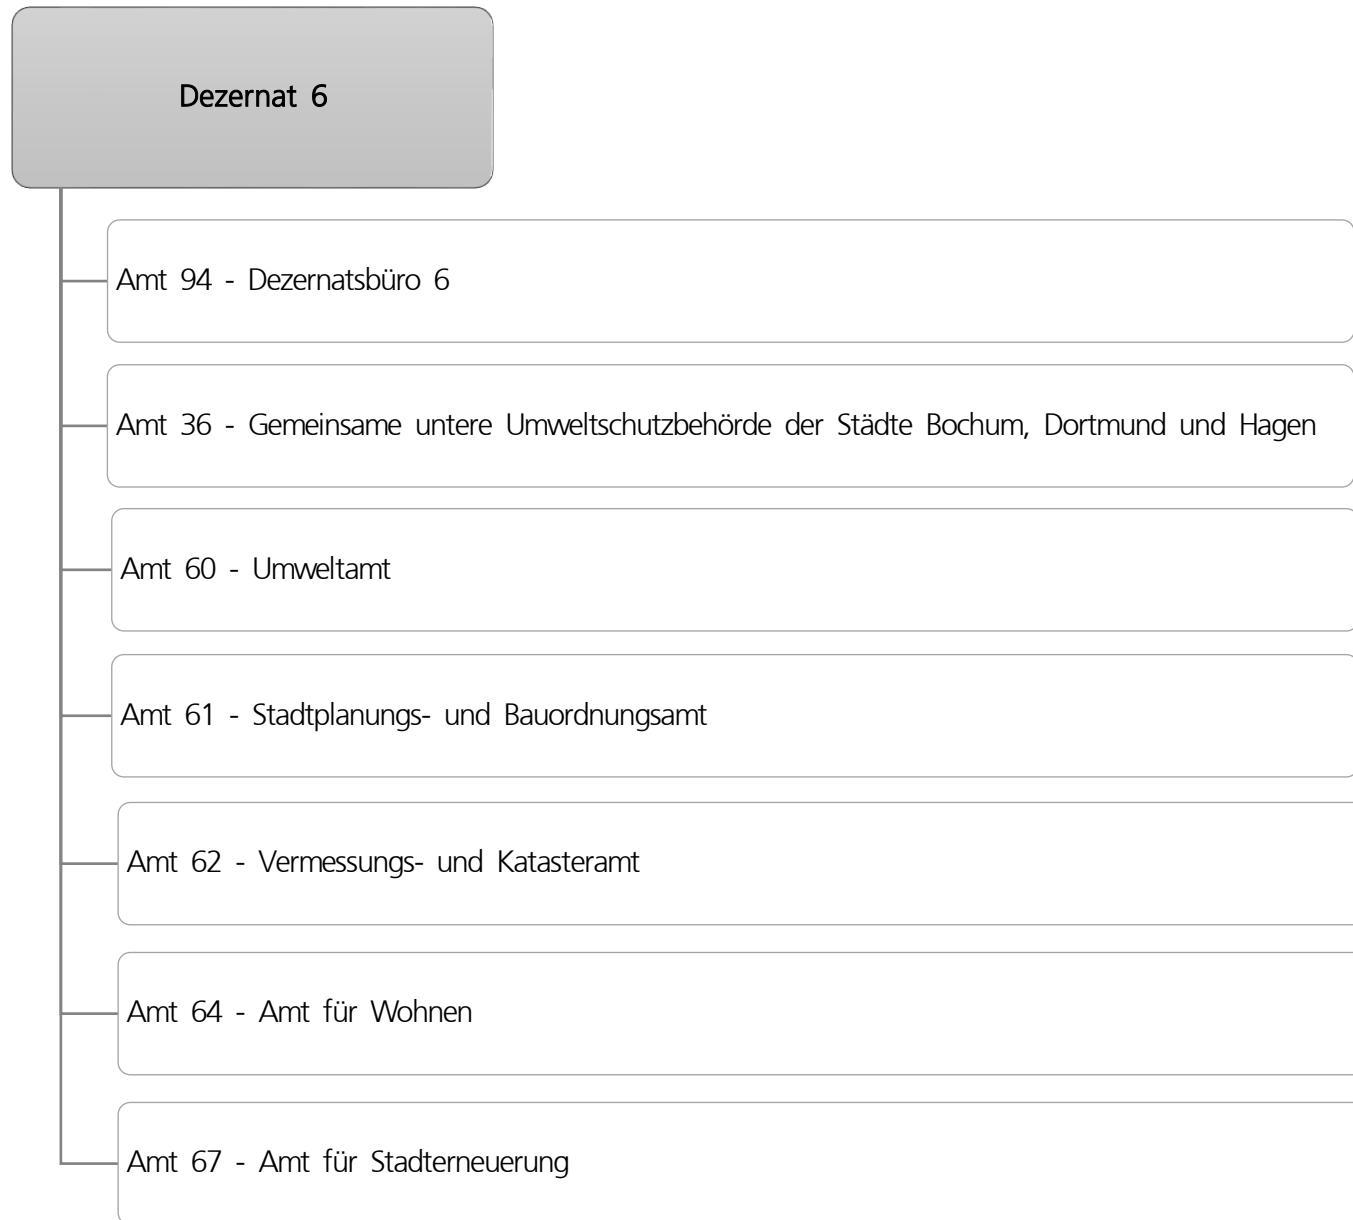 Dezernat 6
Amt 94 - Dezernatsbüro 6
Amt 36 - Gemeinsame untere Umweltschutzbehörde der Städte Bochum, Dortmund und Hagen
Amt 60 - Umweltamt
Amt 61 - Stadtplanungs- und Bauordnungsamt
Amt 62 - Vermessungs- und Katasteramt
Amt 64 - Amt für Wohnen
Amt 67 - Amt für Stadterneuerung